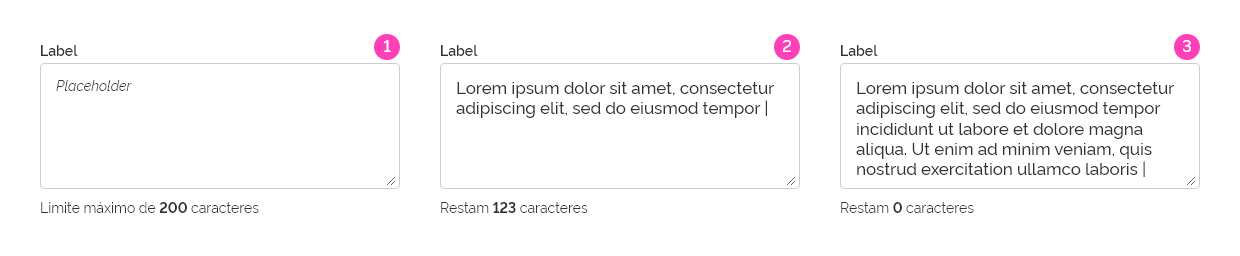 Label
1
Placeholder
Limite máximo de 200 caracteres
Label
2
Lorem ipsum dolor sit amet, consectetur
adipiscing elit, sed do eiusmod tempor |
Restam 123 caracteres
Label
3
Lorem ipsum dolor sit amet, consectetur
adipiscing elit, sed do eiusmod tempor
incididunt ut labore et dolore magna
aliqua. Ut enim ad minim veniam, quis
nostrud exercitation ullamco laboris |
Restam 0 caracteres